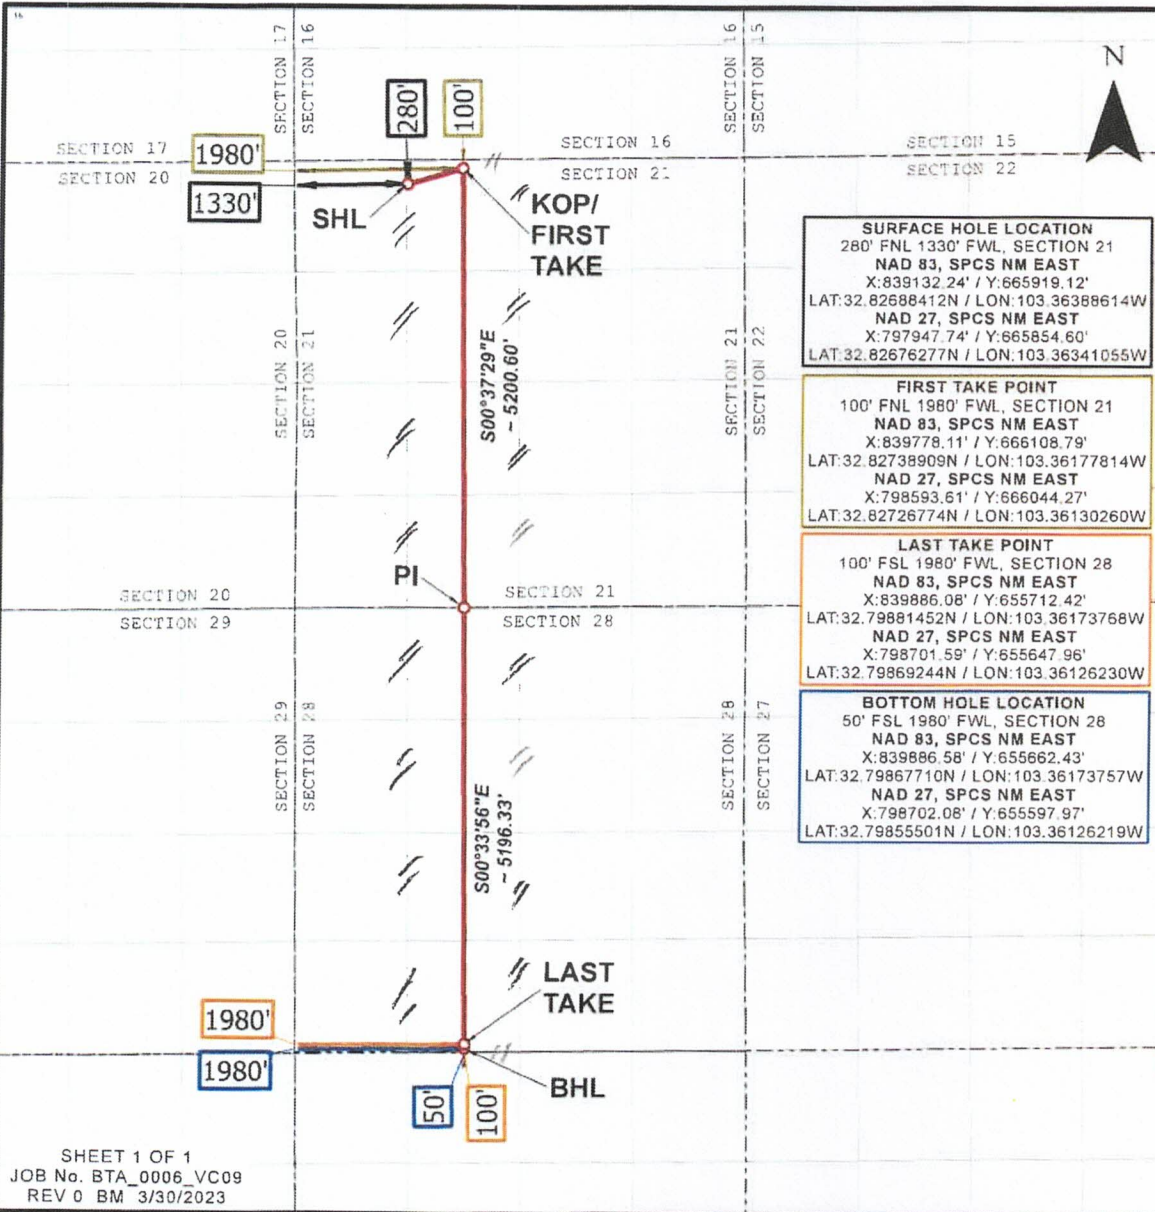 SECTION 17
SECTION 16
SECTION 16
SECTION 15
N
280'
100'
SECTION 17
1980'
SECTION 16
SECTION 15
SECTION 20
1330'
SECTION 21
SECTION 22
SHL
KOP/
FIRST
TAKE
SURFACE HOLE LOCATION
280' FNL 1330' FWL, SECTION 21
NAD 83, SPCS NM EAST
X:839132.24' / Y:665919.12'
LAT:32.82688412N / LON:103.36388614W
NAD 27, SPCS NM EAST
X:797947.74' / Y:665854.60'
LAT:32.82676277N / LON:103.36341055W
SECTION 20
SECTION 21
S00°37'29"E
~ 5200.60'
SECTION 21
SECTION 22
FIRST TAKE POINT
100' FNL 1980' FWL, SECTION 21
NAD 83, SPCS NM EAST
X:839778.11' / Y:666108.79'
LAT:32.82738909N / LON:103.36177814W
NAD 27, SPCS NM EAST
X:798593.61' / Y:666044.27'
LAT:32.82726774N / LON:103.36130260W
PI
SECTION 20
SECTION 21
SECTION 29
SECTION 28
LAST TAKE POINT
100' FSL 1980' FWL, SECTION 28
NAD 83, SPCS NM EAST
X:839886.08' / Y:655712.42'
LAT:32.79881452N / LON:103.36173768W
NAD 27, SPCS NM EAST
X:798701.59' / Y:655647.96'
LAT:32.79869244N / LON:103.36126230W
SECTION 29
SECTION 28
S00°33'56"E
~ 5196.33'
SECTION 28
SECTION 27
BOTTOM HOLE LOCATION
50' FSL 1980' FWL, SECTION 28
NAD 83, SPCS NM EAST
X:839886.58' / Y:655662.43'
LAT:32.79867710N / LON:103.36173757W
NAD 27, SPCS NM EAST
X:798702.08' / Y:655597.97'
LAT:32.79855501N / LON:103.36126219W
LAST
TAKE
1980'
1980'
BHL
50'
100'
SHEET 1 OF 1
JOB No. BTA_0006_VC09
REV 0 BM 3/30/2023